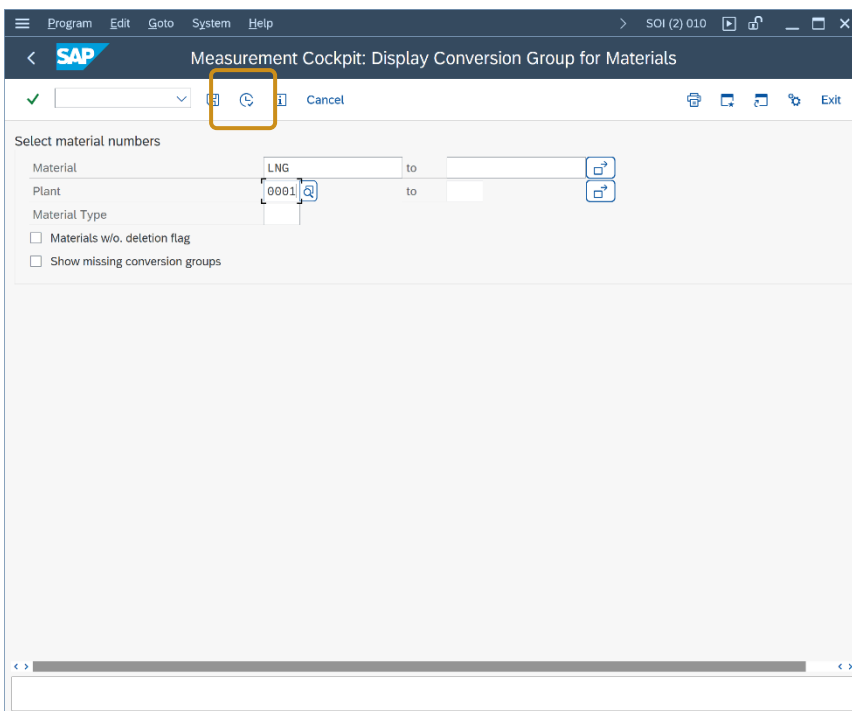 Program Edit Goto System Help SOI (2) 010
SAP Measurement Cockpit: Display Conversion Group for Materials
Cancel Exit
Select material numbers
Material LNG to
Plant 0001 to
Material Type
Materials w/o. deletion flag
Show missing conversion groups